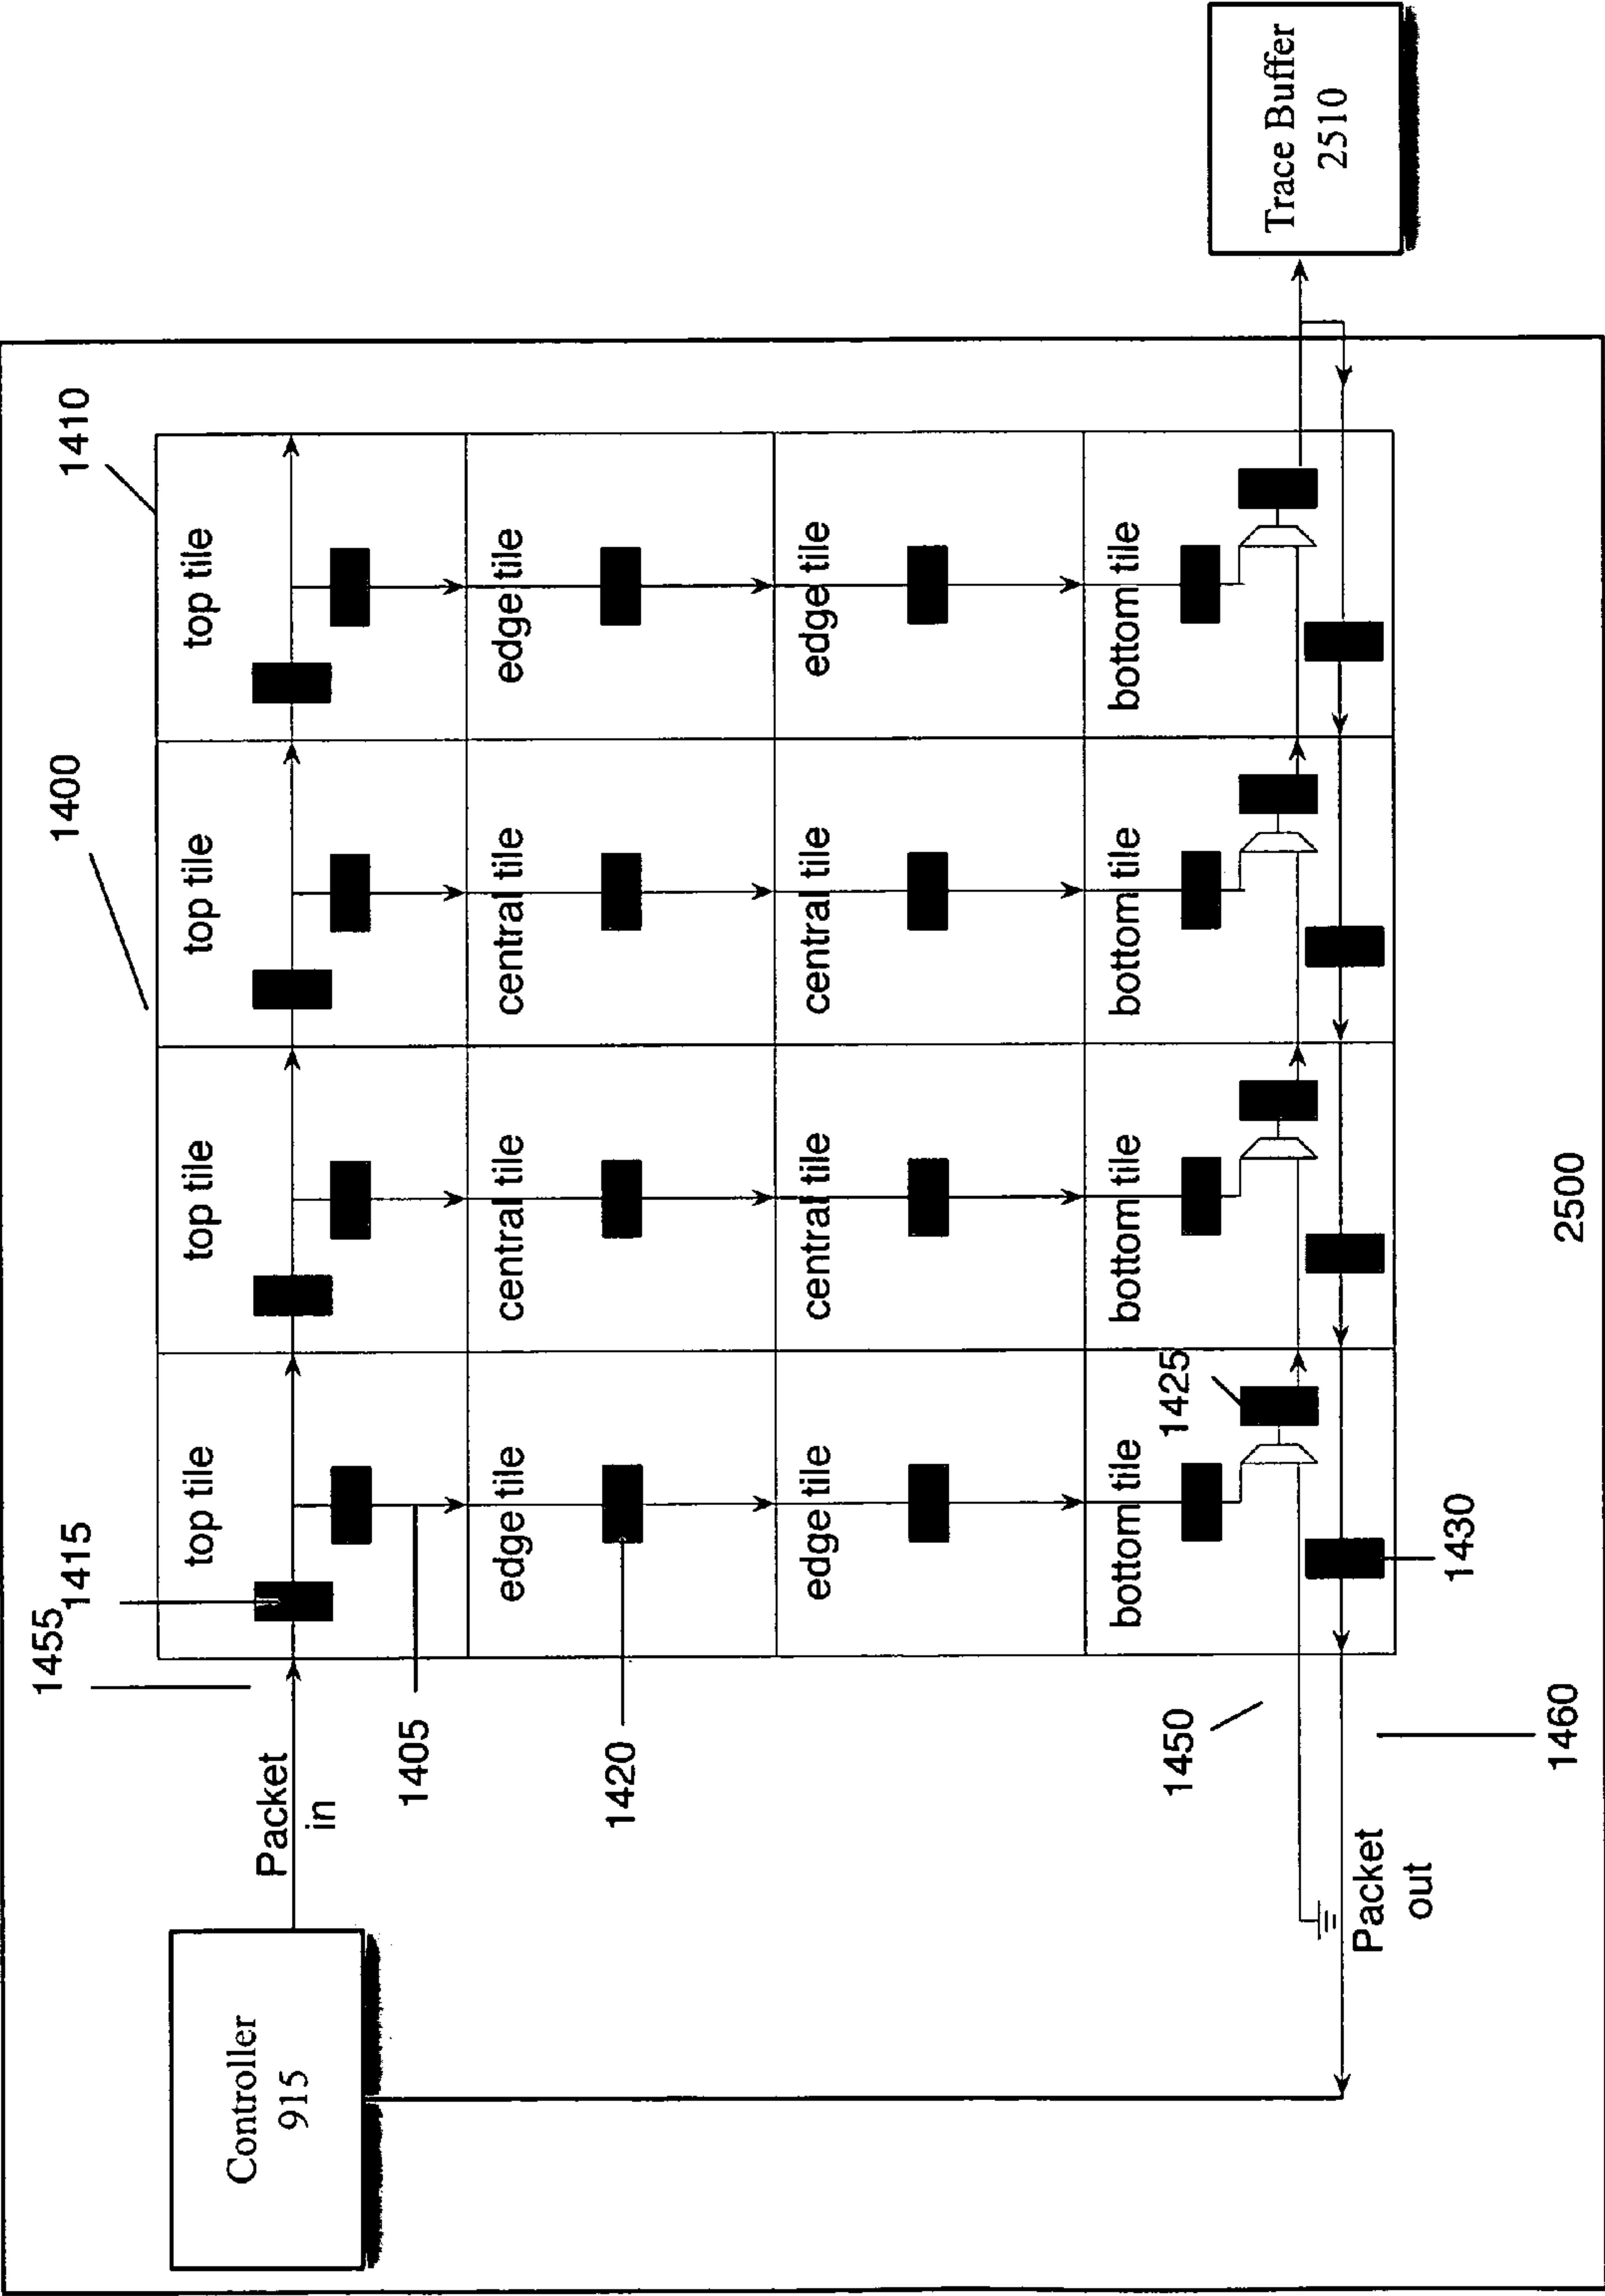 1400
1410
1455
1415
Controller
915
Packet
in
top tile
top tile
top tile
top tile
1405
edge tile
central tile
central tile
edge tile
1420
edge tile
central tile
central tile
edge tile
bottom tile
bottom tile
bottom tile
bottom tile
1425
1450
Trace Buffer
2510
Packet
out
1430
1460
2500